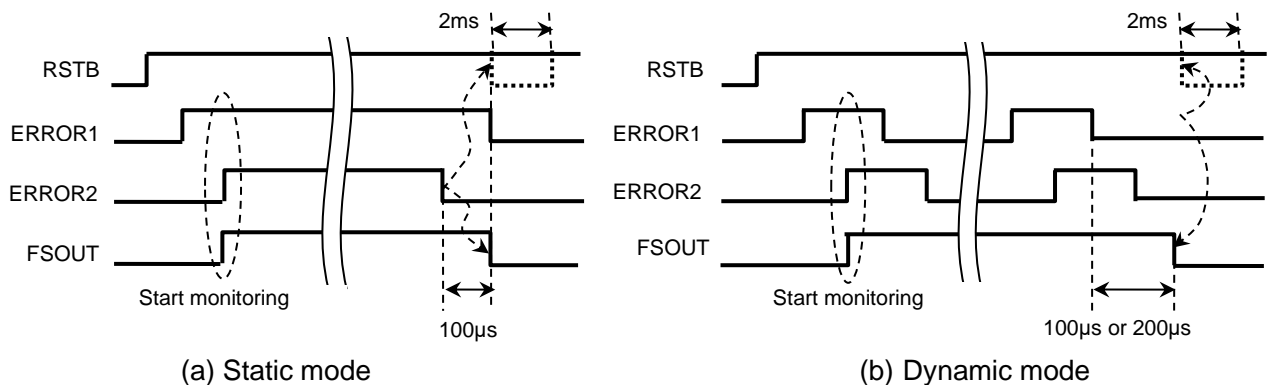 2ms
RSTB
ERROR1
ERROR2
FSOUT
Start monitoring
100µs
(a) Static mode
2ms
RSTB
ERROR1
ERROR2
FSOUT
Start monitoring
100µs or 200µs
(b) Dynamic mode